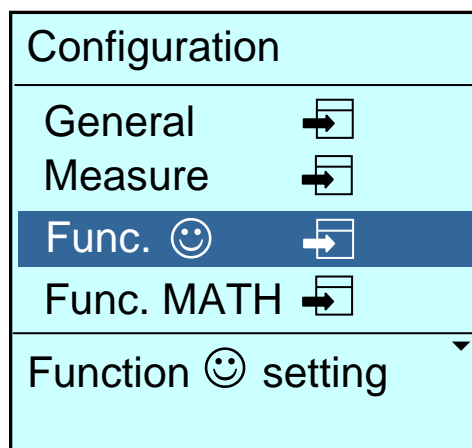 Configuration
General
Measure
Func. ☺
Func. MATH
Function ☺ setting